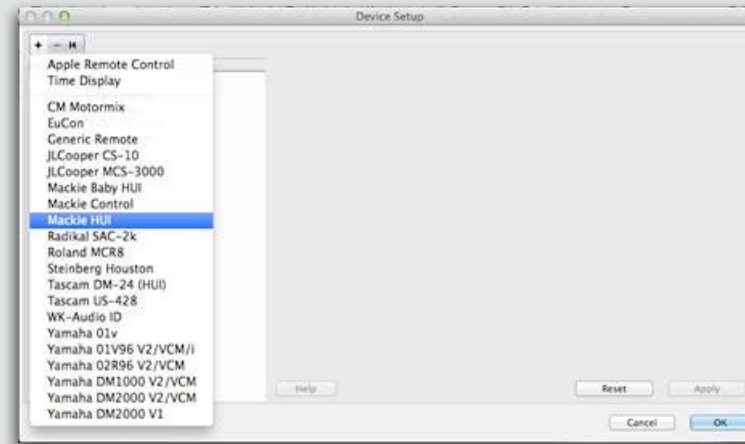 Device Setup
+ -
Apple Remote Control
Time Display
CM Motormix
EuCon
Generic Remote
JLCooper CS-10
JLCooper MCS-3000
Mackie Baby HUI
Mackie Control
Mackie HUI
Radikal SAC-2k
Roland MCR8
Steinberg Houston
Tascam DM-24 (HUI)
Tascam US-428
WK-Audio ID
Yamaha 01v
Yamaha 01V96 V2/VCM/i
Yamaha 02R96 V2/VCM
Yamaha DM1000 V2/VCM
Yamaha DM2000 V2/VCM
Yamaha DM2000 V1
Help Reset Apply
Cancel OK